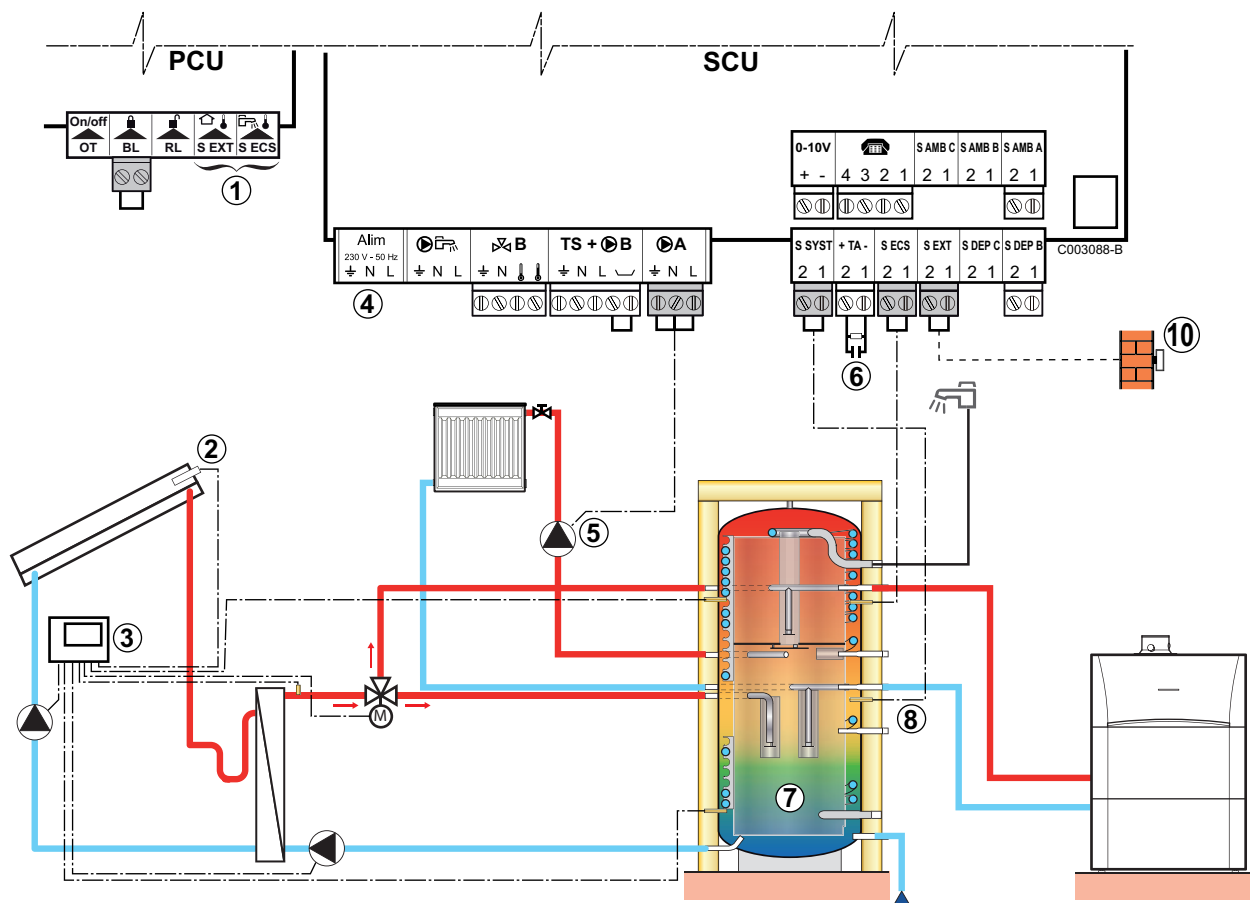 PCU
SCU
On/off
OT BL RL S EXT S ECS
1
0-10V S AMB C S AMB B S AMB A
+ - 4 3 2 1 2 1 2 1 2 1
C003088-B
Alim
230 V - 50 Hz
N L N L N B TS + B N L A N L
4
S SYST + TA - S ECS S EXT S DEP C S DEP B
2 1 2 1 2 1 2 1 2 1 2 1
6
10
2
5
3
M
8
7